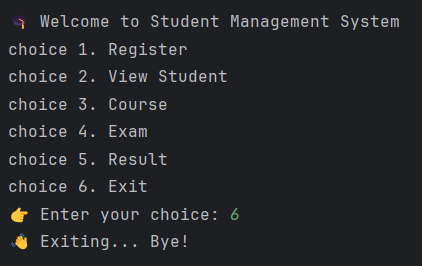 🎓 Welcome to Student Management System
choice 1. Register
choice 2. View Student
choice 3. Course
choice 4. Exam
choice 5. Result
choice 6. Exit
👉 Enter your choice: 6
👋 Exiting... Bye!